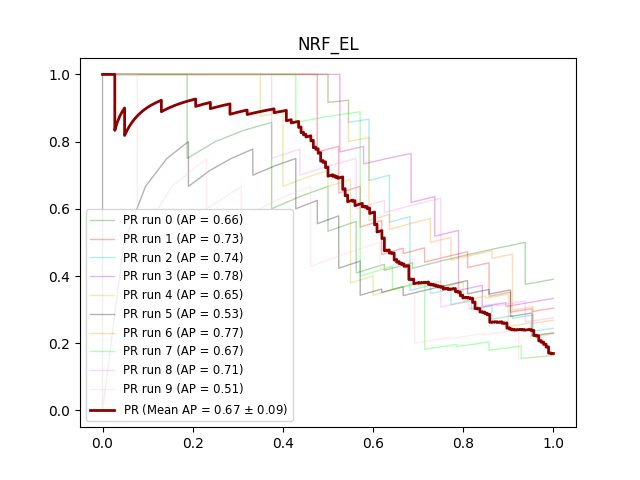 NRF_EL
1.0
0.8
0.6
0.4
0.2
0.0
PR run 0 (AP = 0.66)
PR run 1 (AP = 0.73)
PR run 2 (AP = 0.74)
PR run 3 (AP = 0.78)
PR run 4 (AP = 0.65)
PR run 5 (AP = 0.53)
PR run 6 (AP = 0.77)
PR run 7 (AP = 0.67)
PR run 8 (AP = 0.71)
PR run 9 (AP = 0.51)
PR (Mean AP = 0.67 ± 0.09)
0.0 0.2 0.4 0.6 0.8 1.0